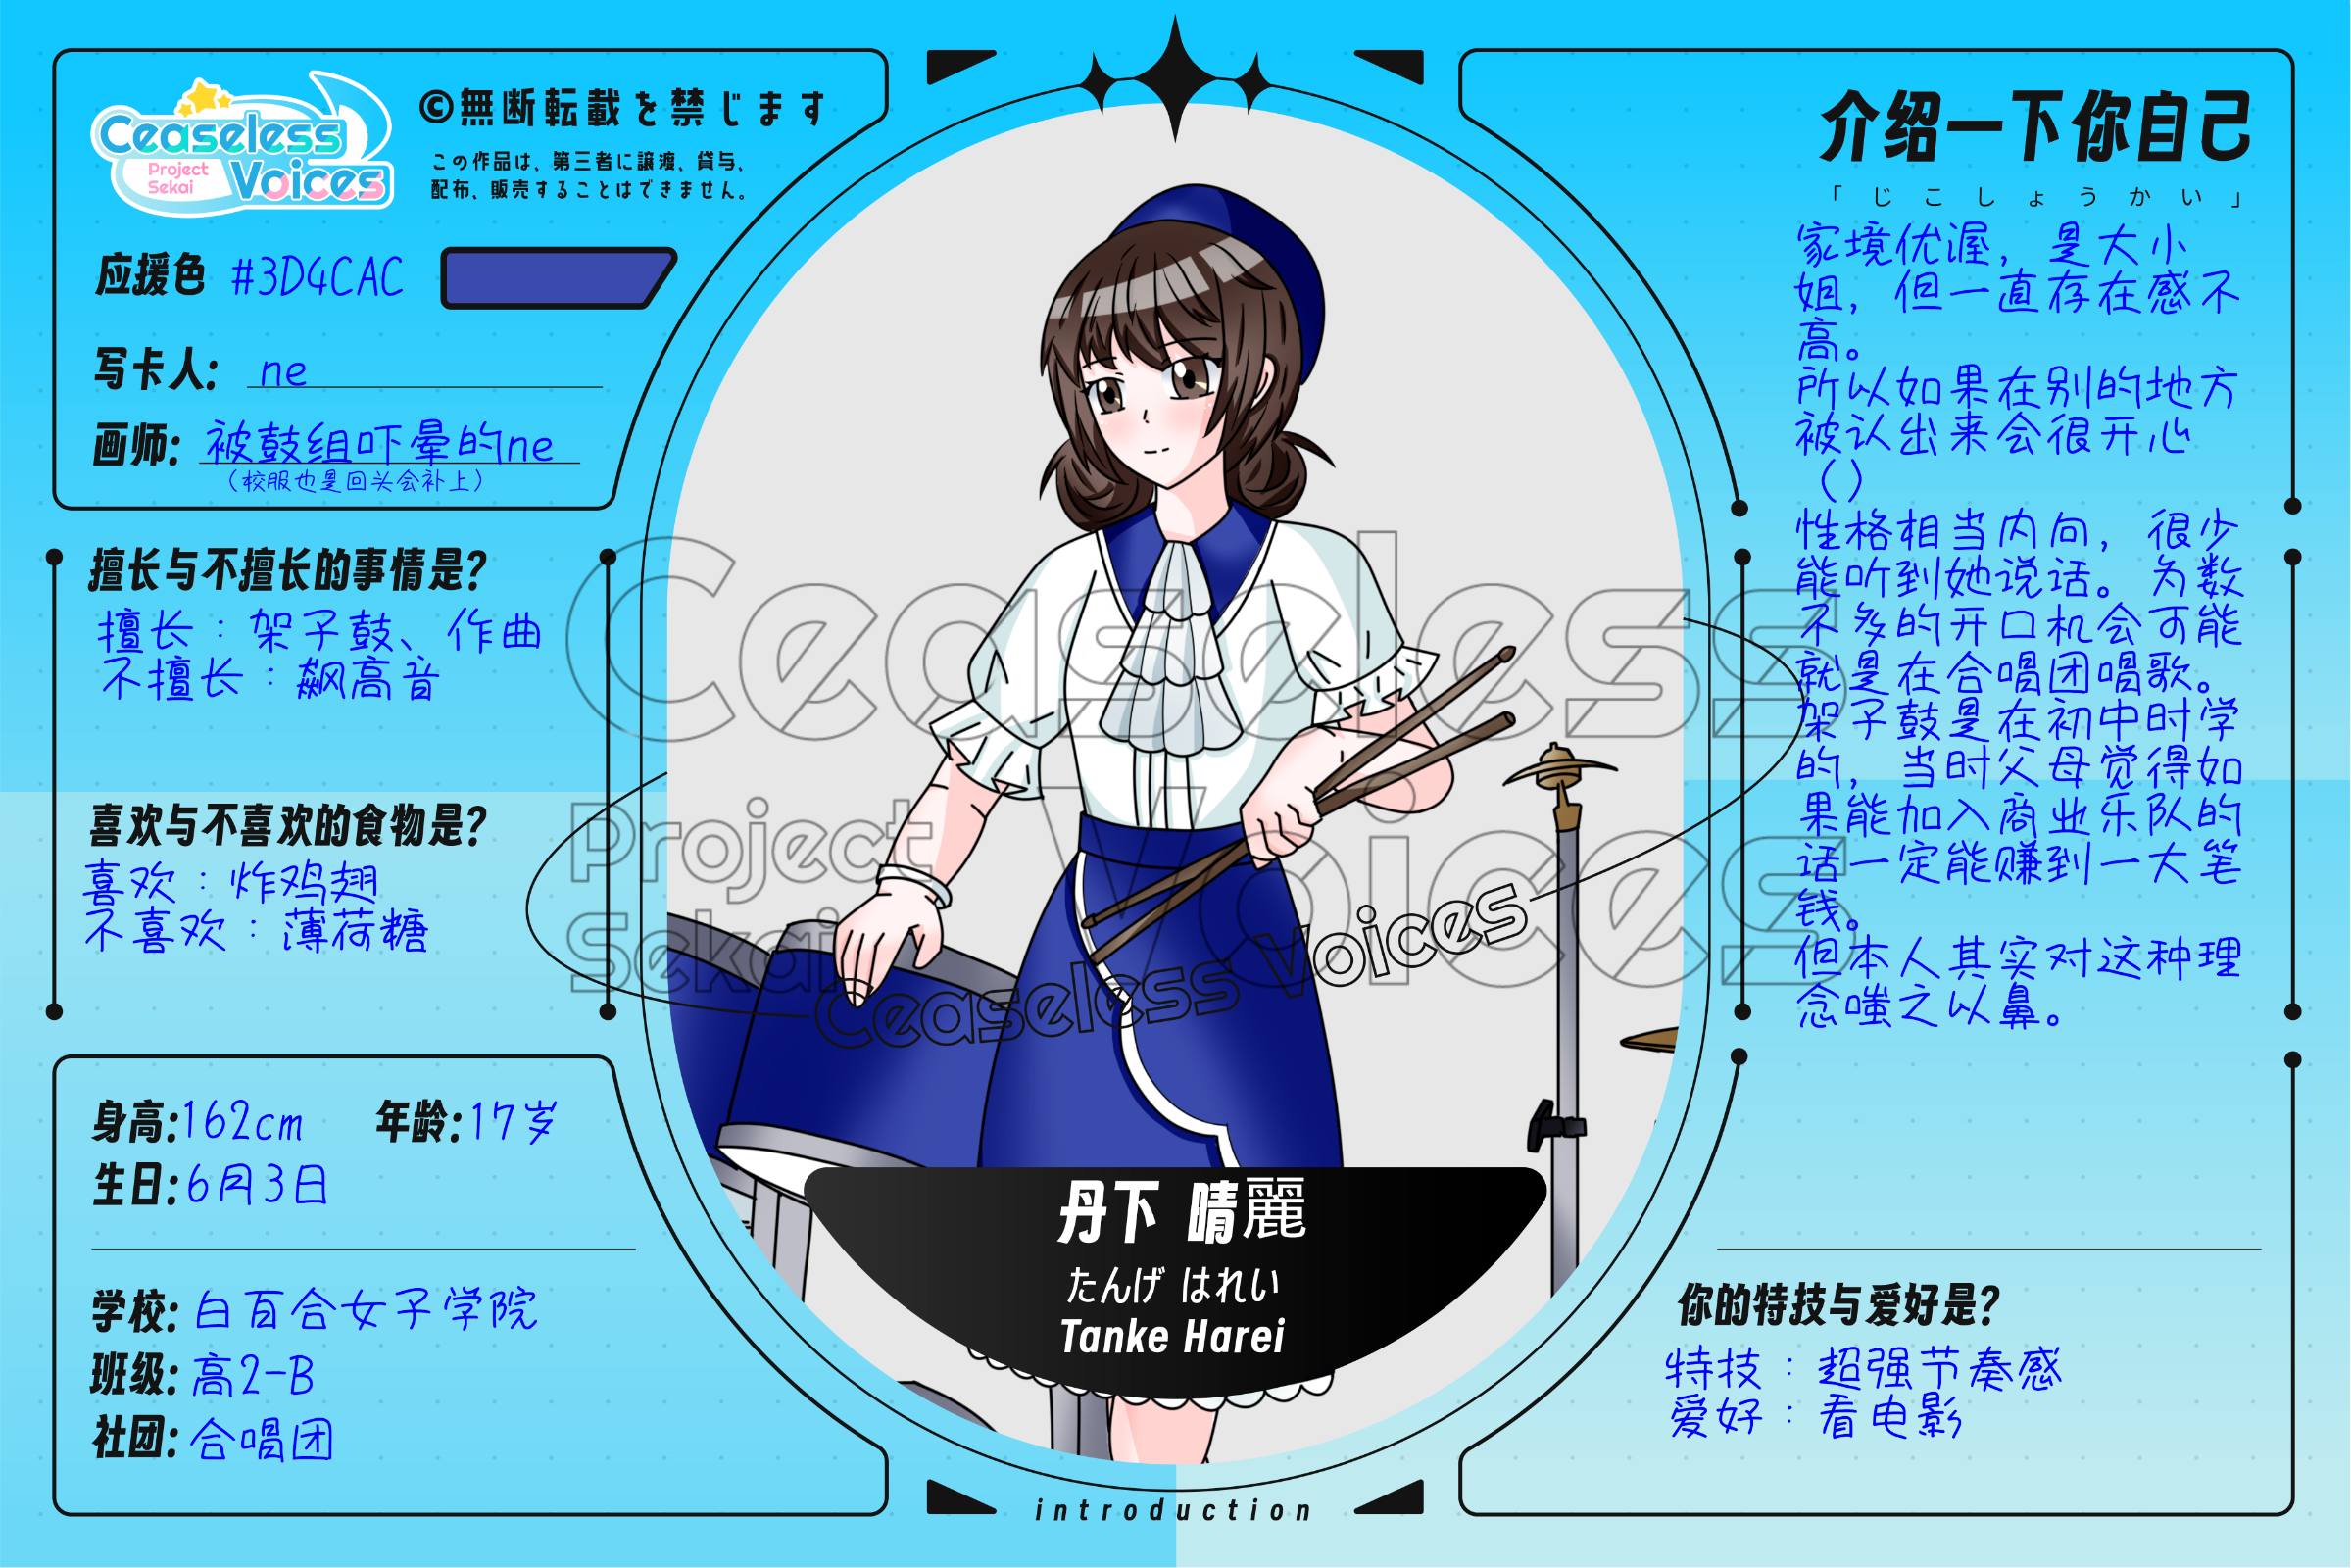 Ceaseless
Project
Sekai
Voices
©無断転載を禁じます
この作品は、第三者に譲渡、貸与、
配布、販売することはできません。
应援色 #3D4CAC
写卡人: ne
画师: 被鼓组吓晕的ne
（校服也是回头会补上）
擅长与不擅长的事情是?
擅长：架子鼓、作曲
不擅长：飙高音
喜欢与不喜欢的食物是?
喜欢：炸鸡翅
不喜欢：薄荷糖
身高:162cm 年龄:17岁
生日:6月3日
学校: 白百合女子学院
班级: 高2-B
社团: 合唱团
Ceaseless
Project
Sekai
Voices
Ceaseless Voices
丹下 晴麗
たんげ はれい
Tanke Harei
introduction
介绍一下你自己
「じこしょうかい」
家境优渥，是大小
姐，但一直存在感不
高。
所以如果在别的地方
被认出来会很开心
（）
性格相当内向，很少
能听到她说话。为数
不多的开口机会可能
就是在合唱团唱歌。
架子鼓是在初中时学
的，当时父母觉得如
果能加入商业乐队的
话一定能赚到一大笔
钱。
但本人其实对这种理
念嗤之以鼻。
你的特技与爱好是?
特技：超强节奏感
爱好：看电影